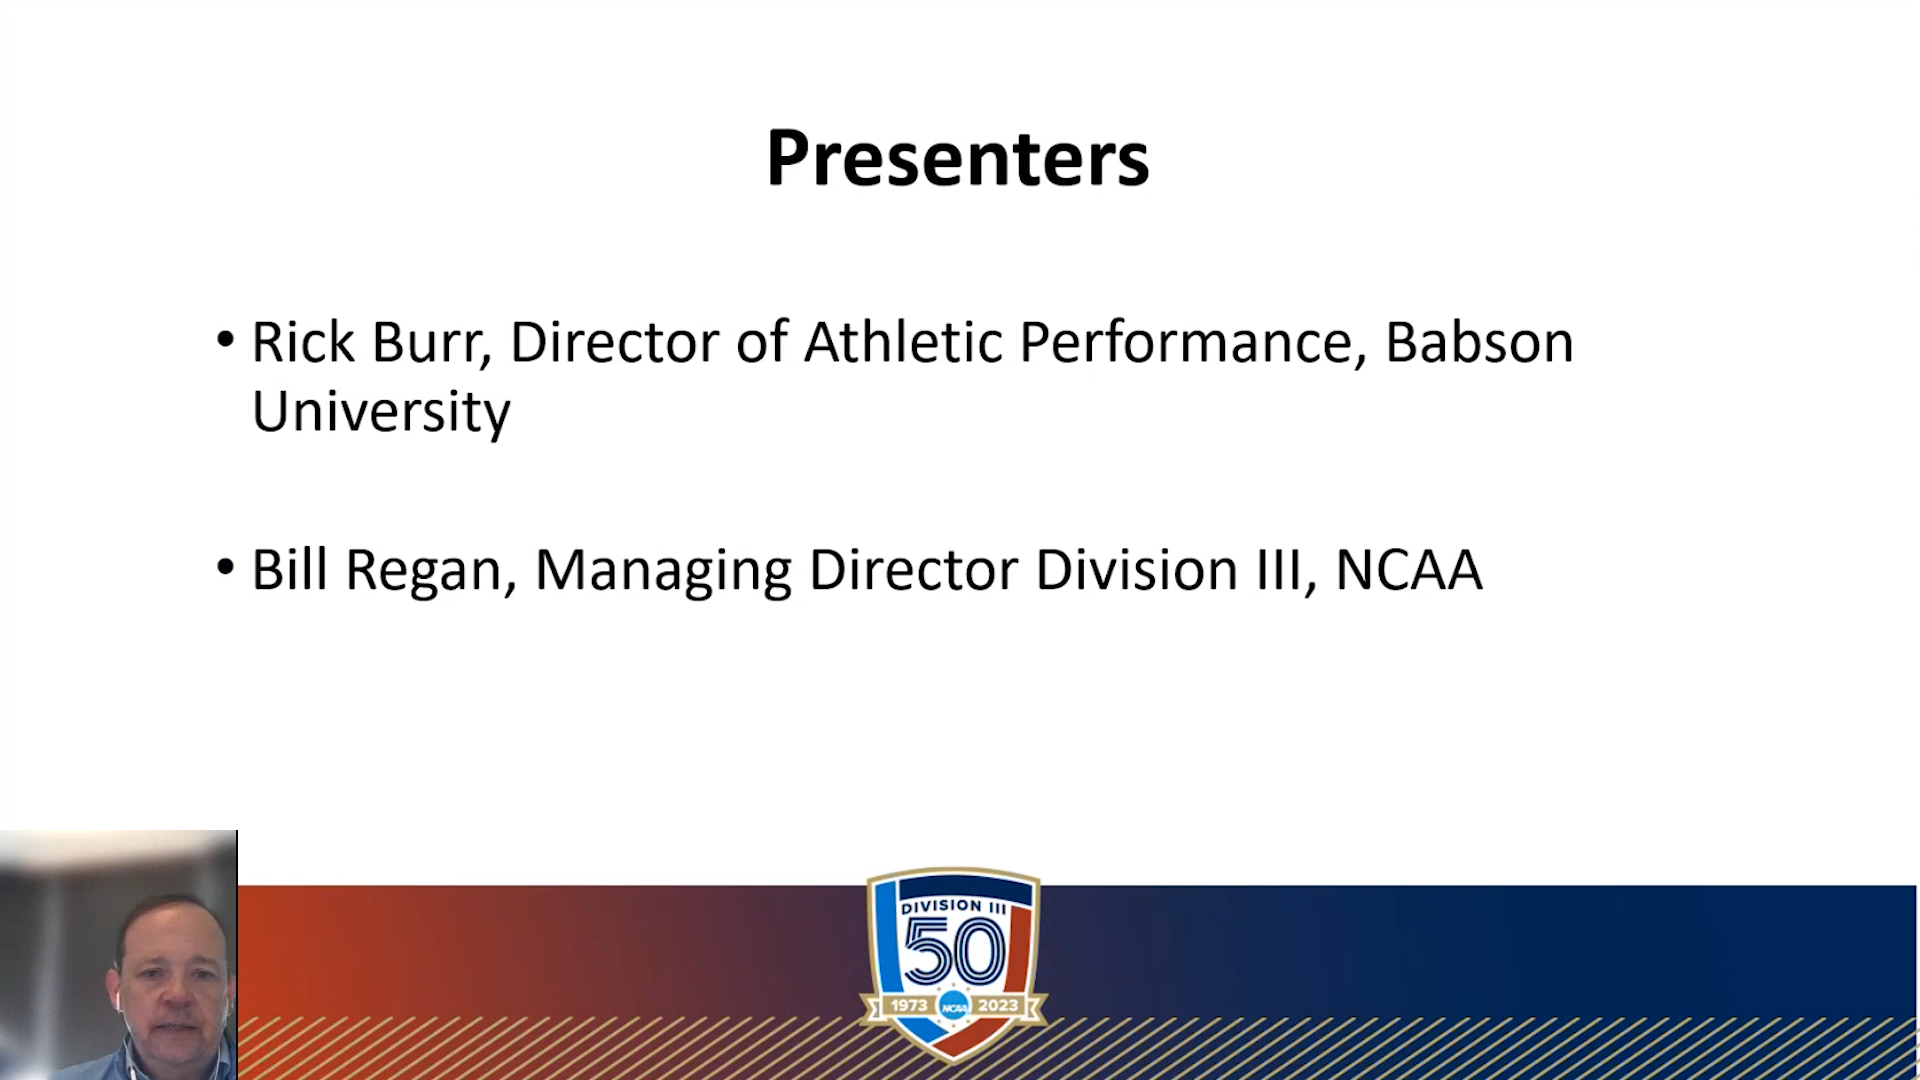 Presenters
• Rick Burr, Director of Athletic Performance, Babson
University
• Bill Regan, Managing Director Division III, NCAA
DIVISION III
50
1973 NCAA 2023